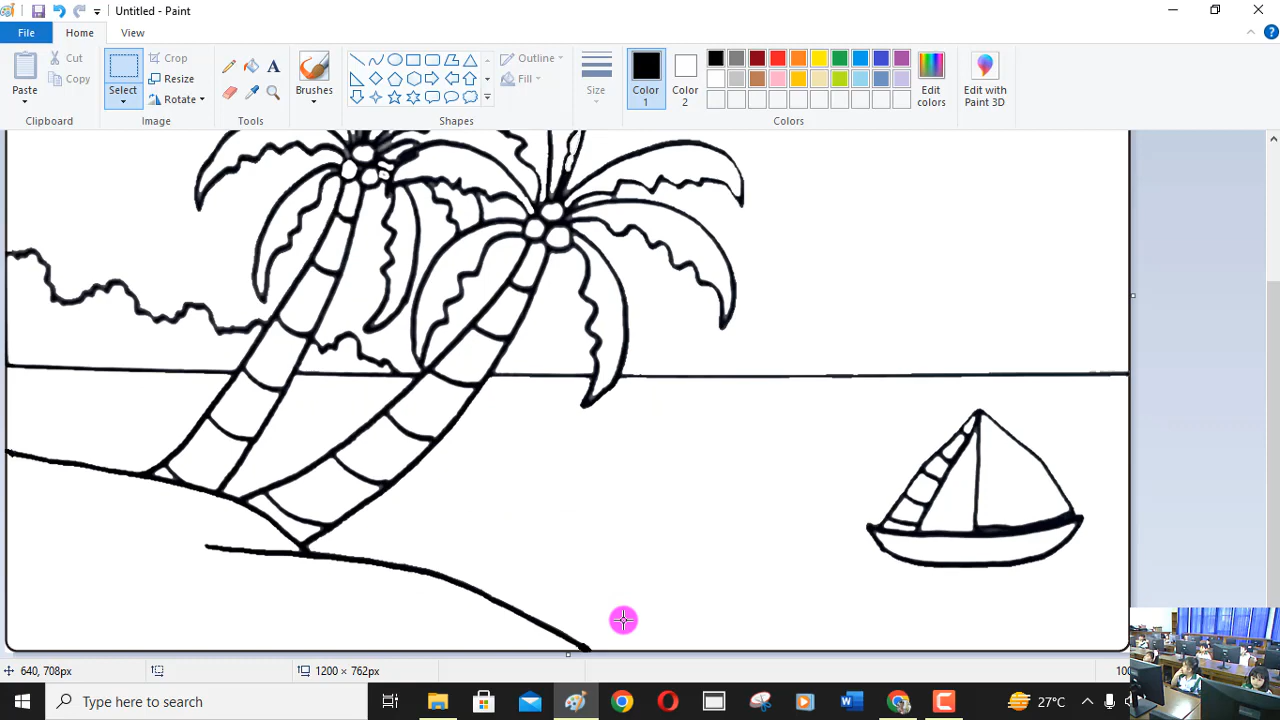 Untitled - Paint
File Home View
Paste
Cut
Copy
Clipboard
Select
Crop
Resize
Rotate
Image
Tools
Brushes
Shapes
Outline
Fill
Size
Color 1
Color 2
Edit colors
Colors
Edit with Paint 3D
640, 708px
1200 × 762px
100
Type here to search
27°C